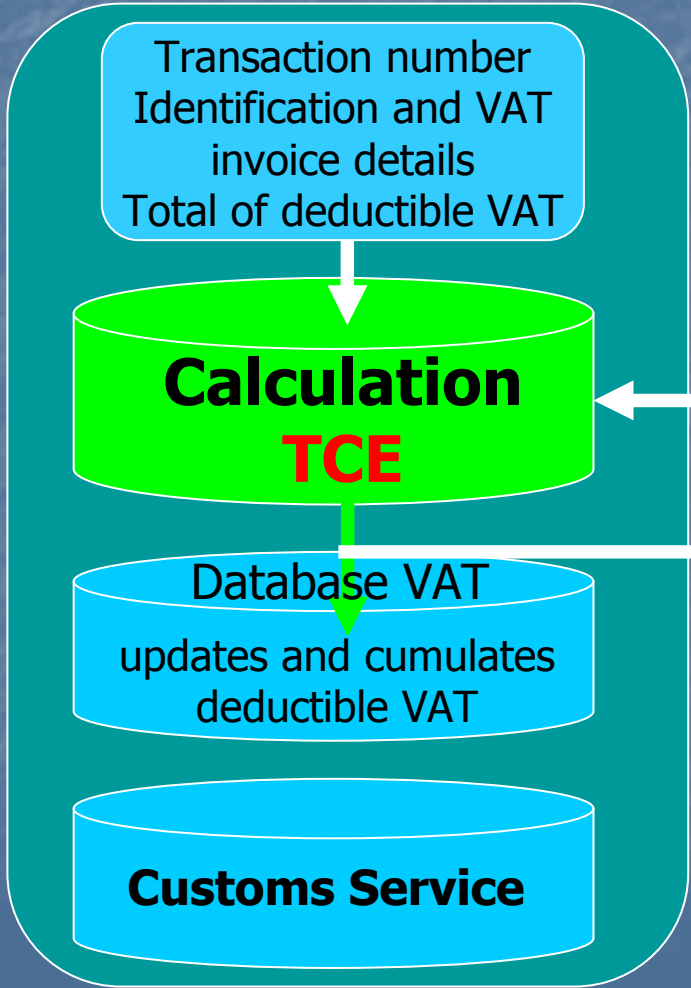 Transaction number
Identification and VAT
invoice details
Total of deductible VAT
Calculation
TCE
Database VAT
updates and cumulates
deductible VAT
Customs Service